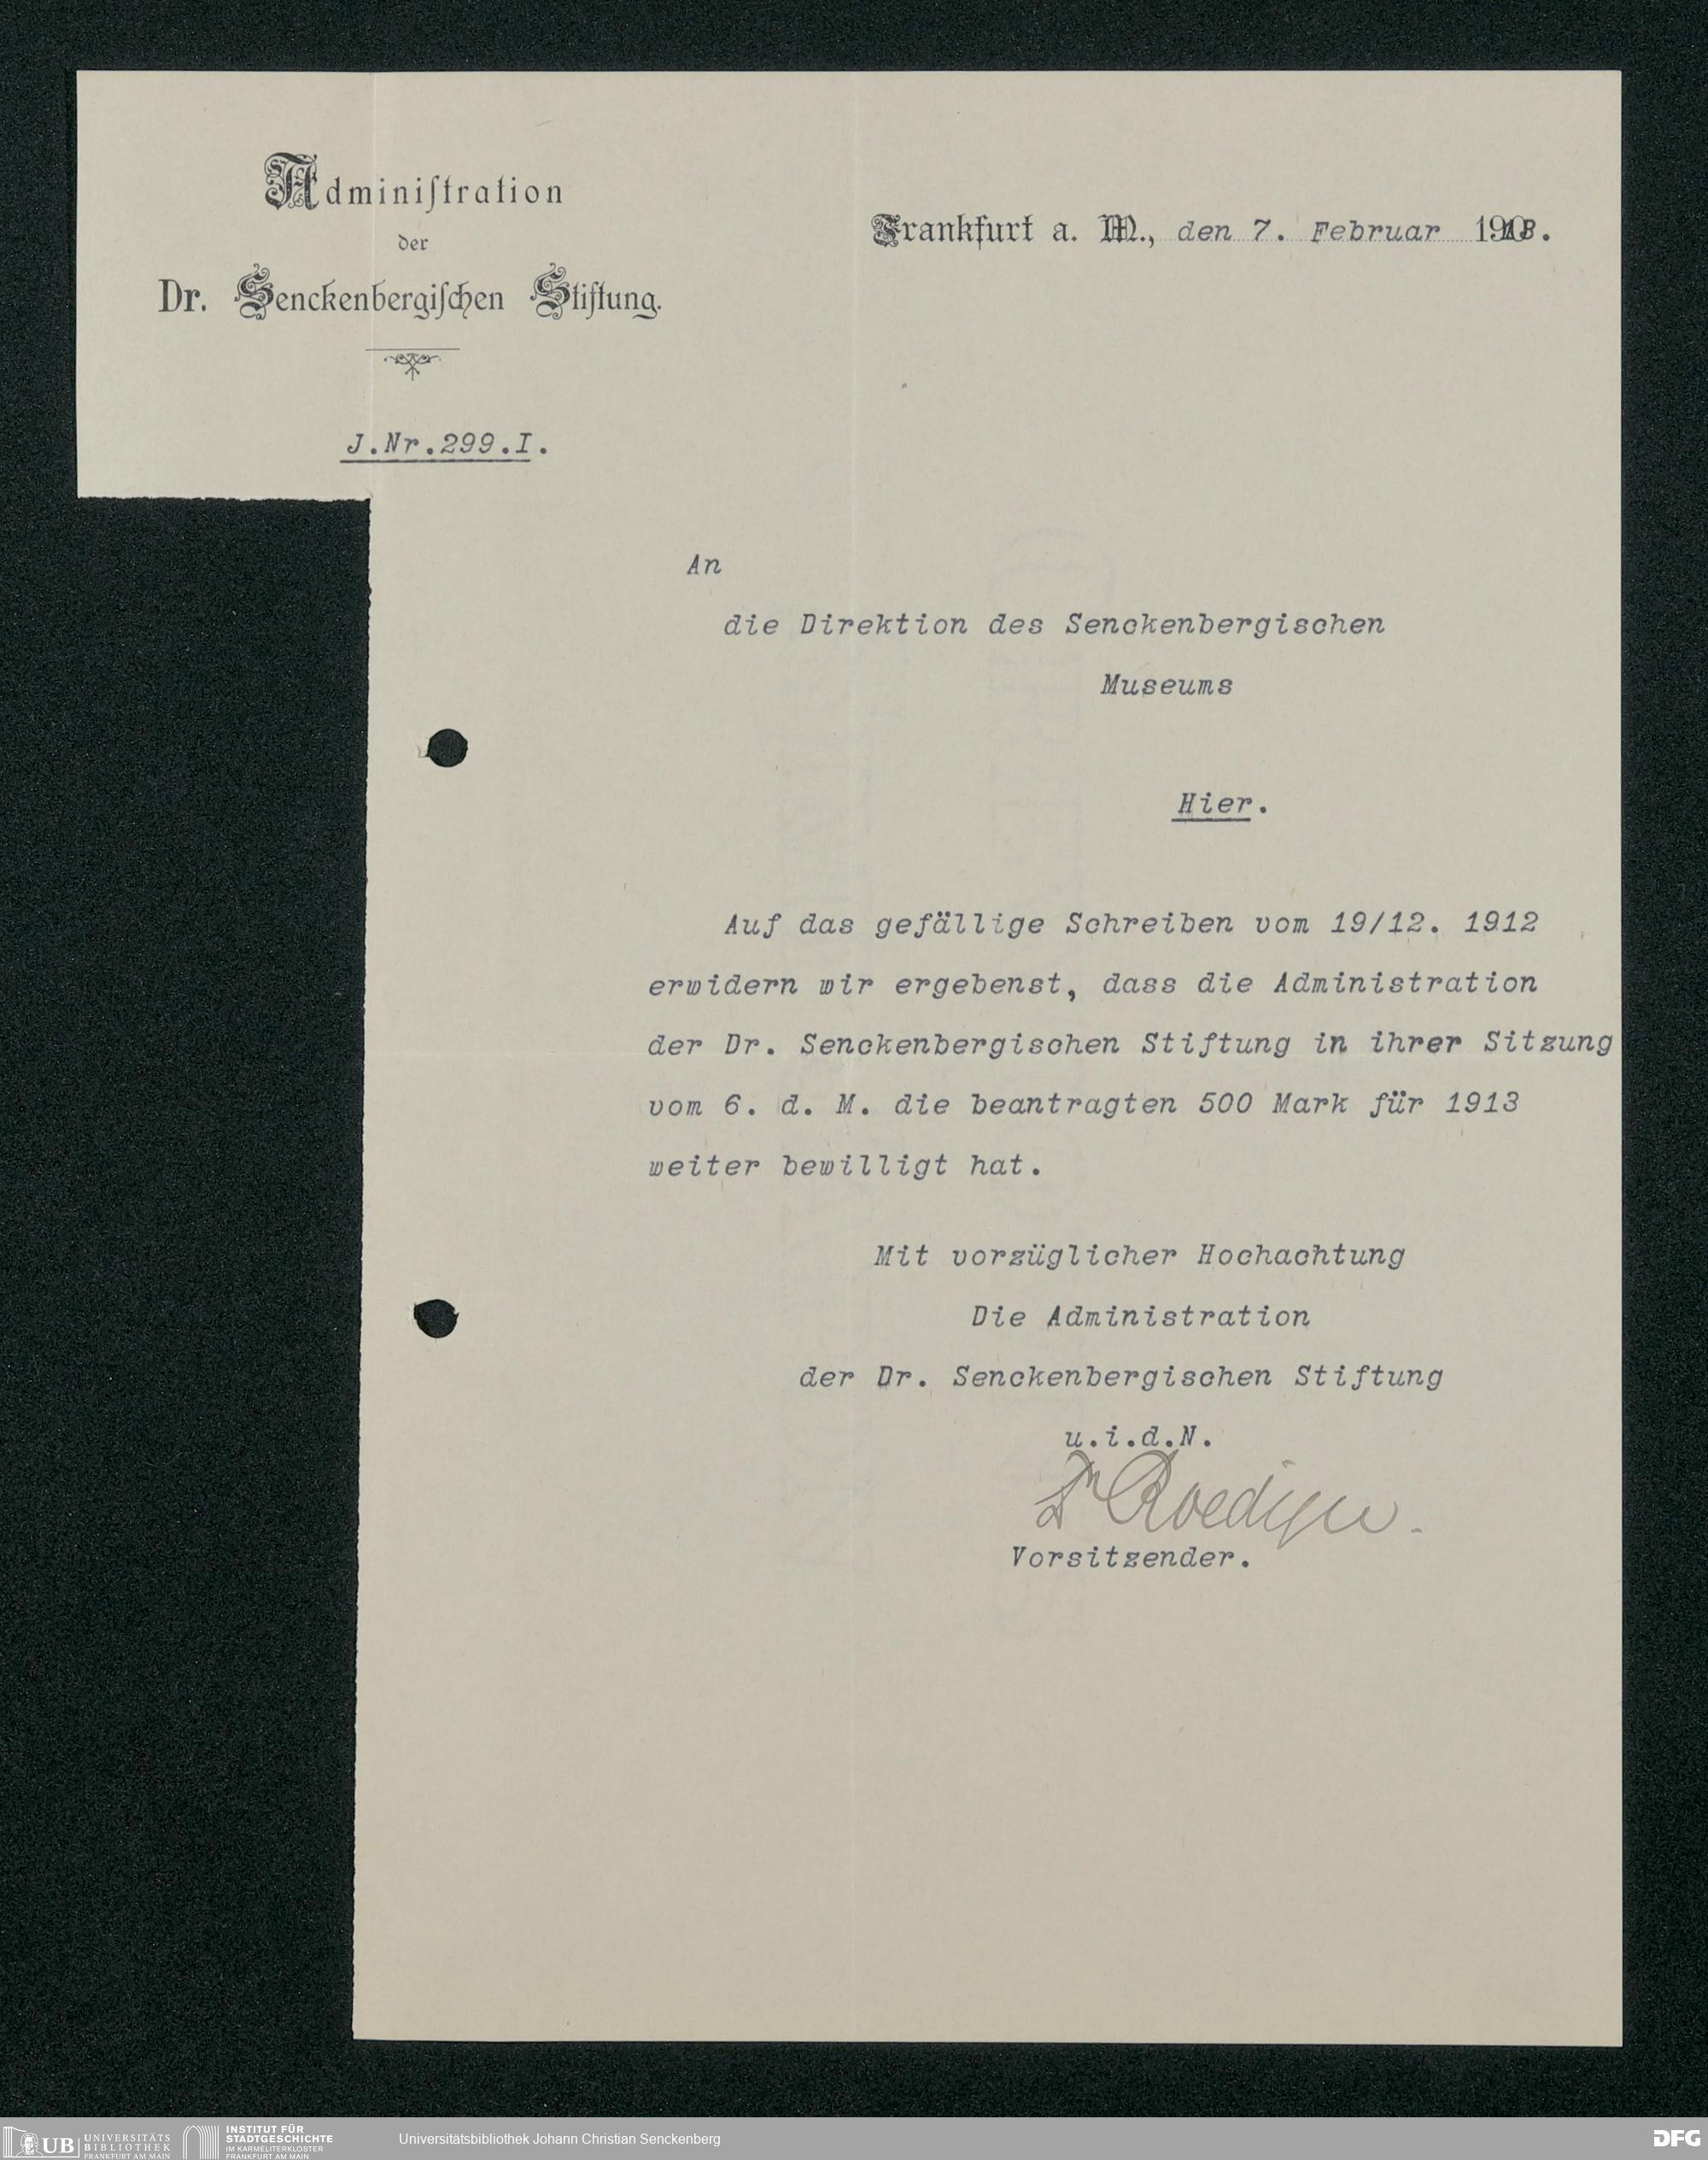 Adminiſtration
der
Dr. Senckenbergiſchen Stiftung.
Frankfurt a. M., den 7. Februar 1913.
J.Nr.299.I.
An
die Direktion des Senckenbergischen
Museums
Hier.
Auf das gefällige Schreiben vom 19/12. 1912
erwidern wir ergebenst, dass die Administration
der Dr. Senckenbergischen Stiftung in ihrer Sitzung
vom 6. d. M. die beantragten 500 Mark für 1913
weiter bewilligt hat.
Mit vorzüglicher Hochachtung
Die Administration
der Dr. Senckenbergischen Stiftung
u.i.d.N.
Dr Roediger.
Vorsitzender.
UB UNIVERSITÄTS
BIBLIOTHEK
FRANKFURT AM MAIN
INSTITUT FÜR
STADTGESCHICHTE
IM KARMELITERKLOSTER
FRANKFURT AM MAIN
Universitätsbibliothek Johann Christian Senckenberg
DFG